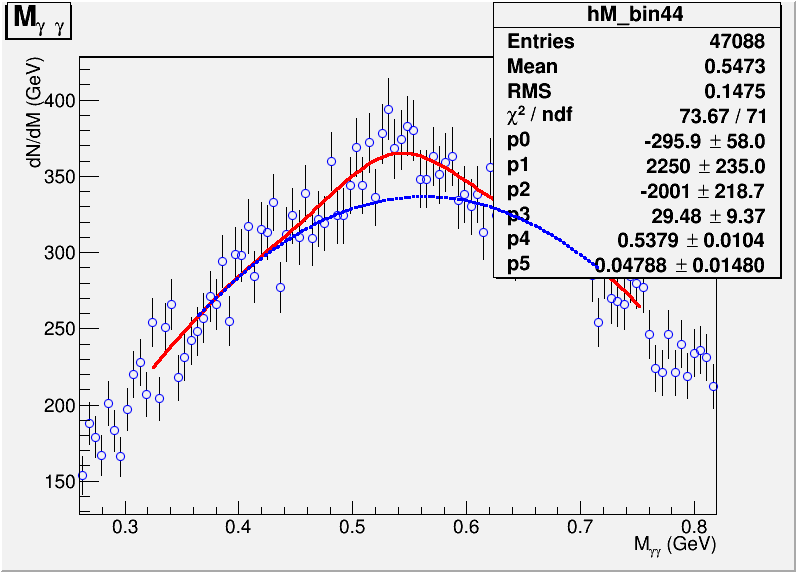 M γ γ
hM_bin44
Entries 47088
Mean 0.5473
RMS 0.1475
χ² / ndf 73.67 / 71
p0 -295.9 ± 58.0
p1 2250 ± 235.0
p2 -2001 ± 218.7
p3 29.48 ± 9.37
p4 0.5379 ± 0.0104
p5 0.04788 ± 0.01480
dN/dM (GeV)
400
350
300
250
200
150
0.3 0.4 0.5 0.6 0.7 0.8
Mγγ (GeV)